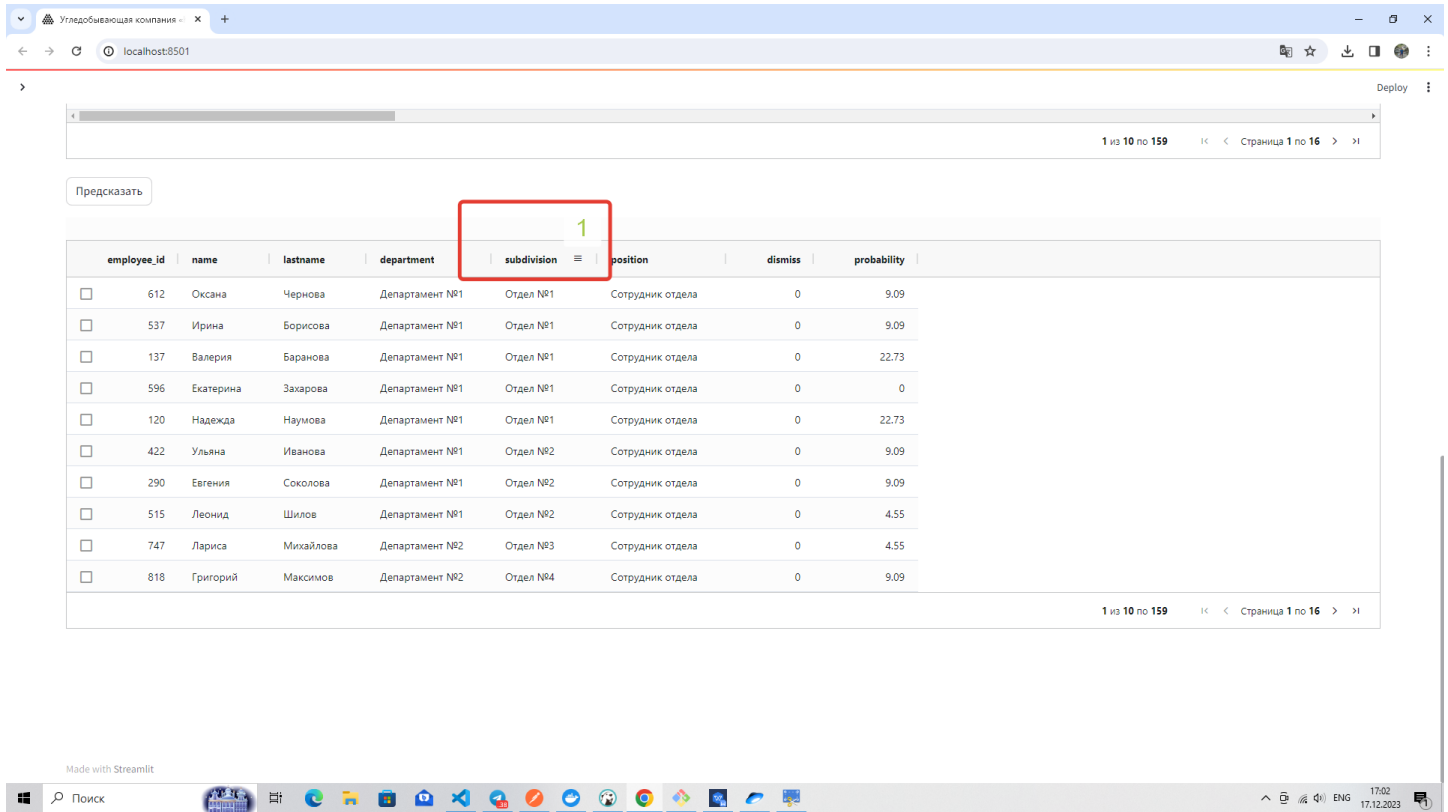 Угледобывающая компания «
localhost:8501
Deploy
1 из 10 по 159 Страница 1 по 16
Предсказать
1
employee_id name lastname department subdivision position dismiss probability
612 Оксана Чернова Департамент №1 Отдел №1 Сотрудник отдела 0 9.09
537 Ирина Борисова Департамент №1 Отдел №1 Сотрудник отдела 0 9.09
137 Валерия Баранова Департамент №1 Отдел №1 Сотрудник отдела 0 22.73
596 Екатерина Захарова Департамент №1 Отдел №1 Сотрудник отдела 0 0
120 Надежда Наумова Департамент №1 Отдел №1 Сотрудник отдела 0 22.73
422 Ульяна Иванова Департамент №1 Отдел №2 Сотрудник отдела 0 9.09
290 Евгения Соколова Департамент №1 Отдел №2 Сотрудник отдела 0 9.09
515 Леонид Шилов Департамент №1 Отдел №2 Сотрудник отдела 0 4.55
747 Лариса Михайлова Департамент №2 Отдел №3 Сотрудник отдела 0 4.55
818 Григорий Максимов Департамент №2 Отдел №4 Сотрудник отдела 0 9.09
1 из 10 по 159 Страница 1 по 16
Made with Streamlit
Поиск
ENG
17:02
17.12.2023